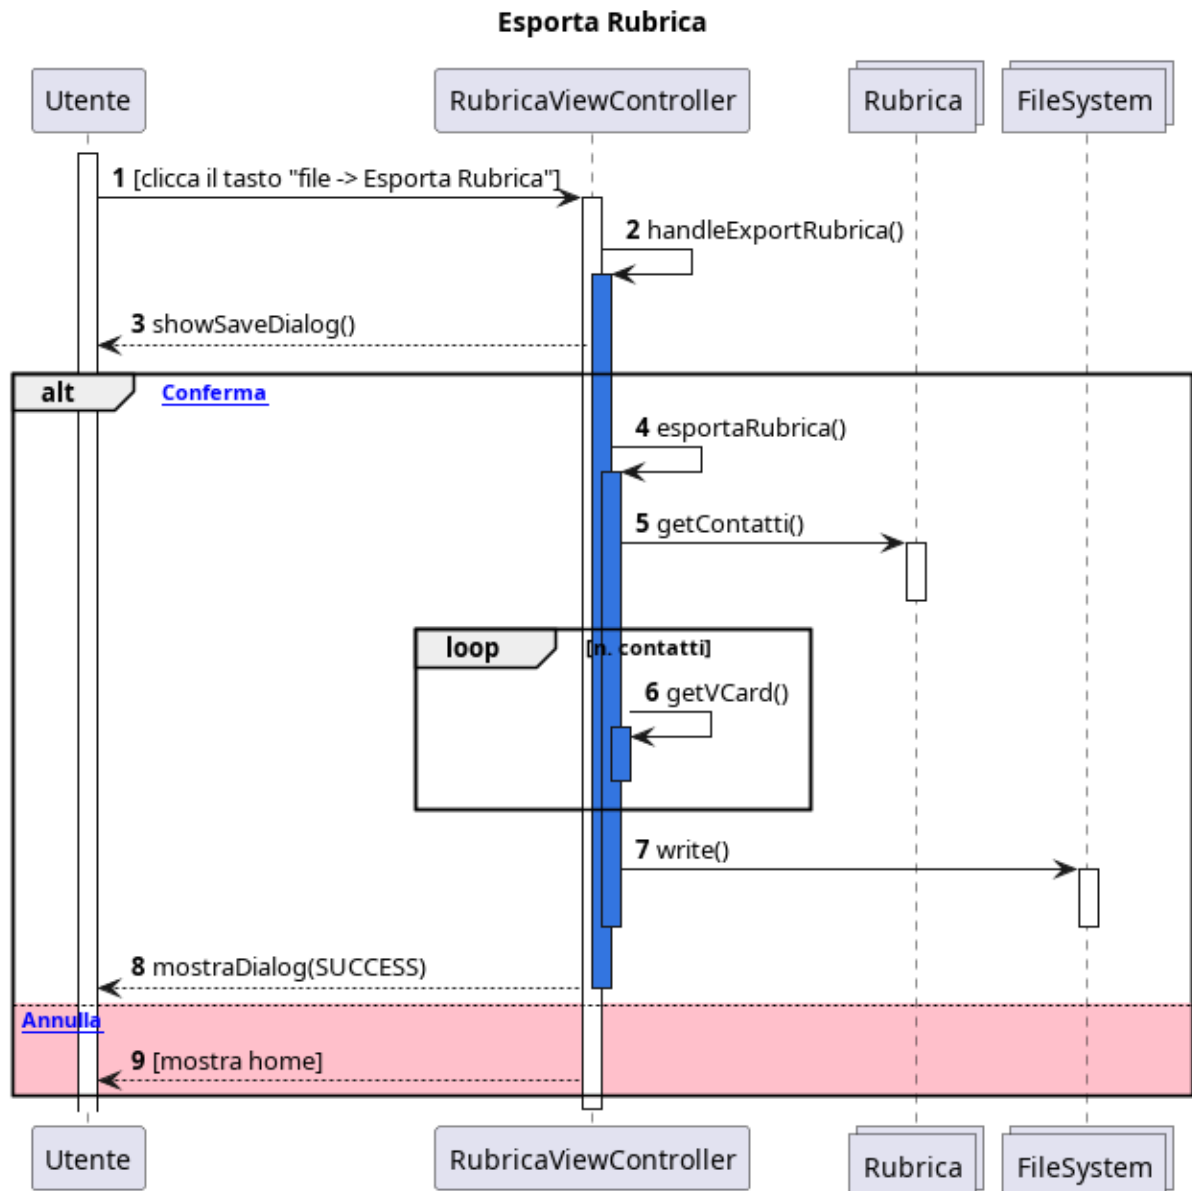 Esporta Rubrica
Utente RubricaViewController Rubrica FileSystem
1 [clicca il tasto "file -> Esporta Rubrica"]
2 handleExportRubrica()
3 showSaveDialog()
alt Conferma
4 esportaRubrica()
5 getContatti()
loop [n. contatti]
6 getVCard()
7 write()
8 mostraDialog(SUCCESS)
Annulla
9 [mostra home]
Utente RubricaViewController Rubrica FileSystem